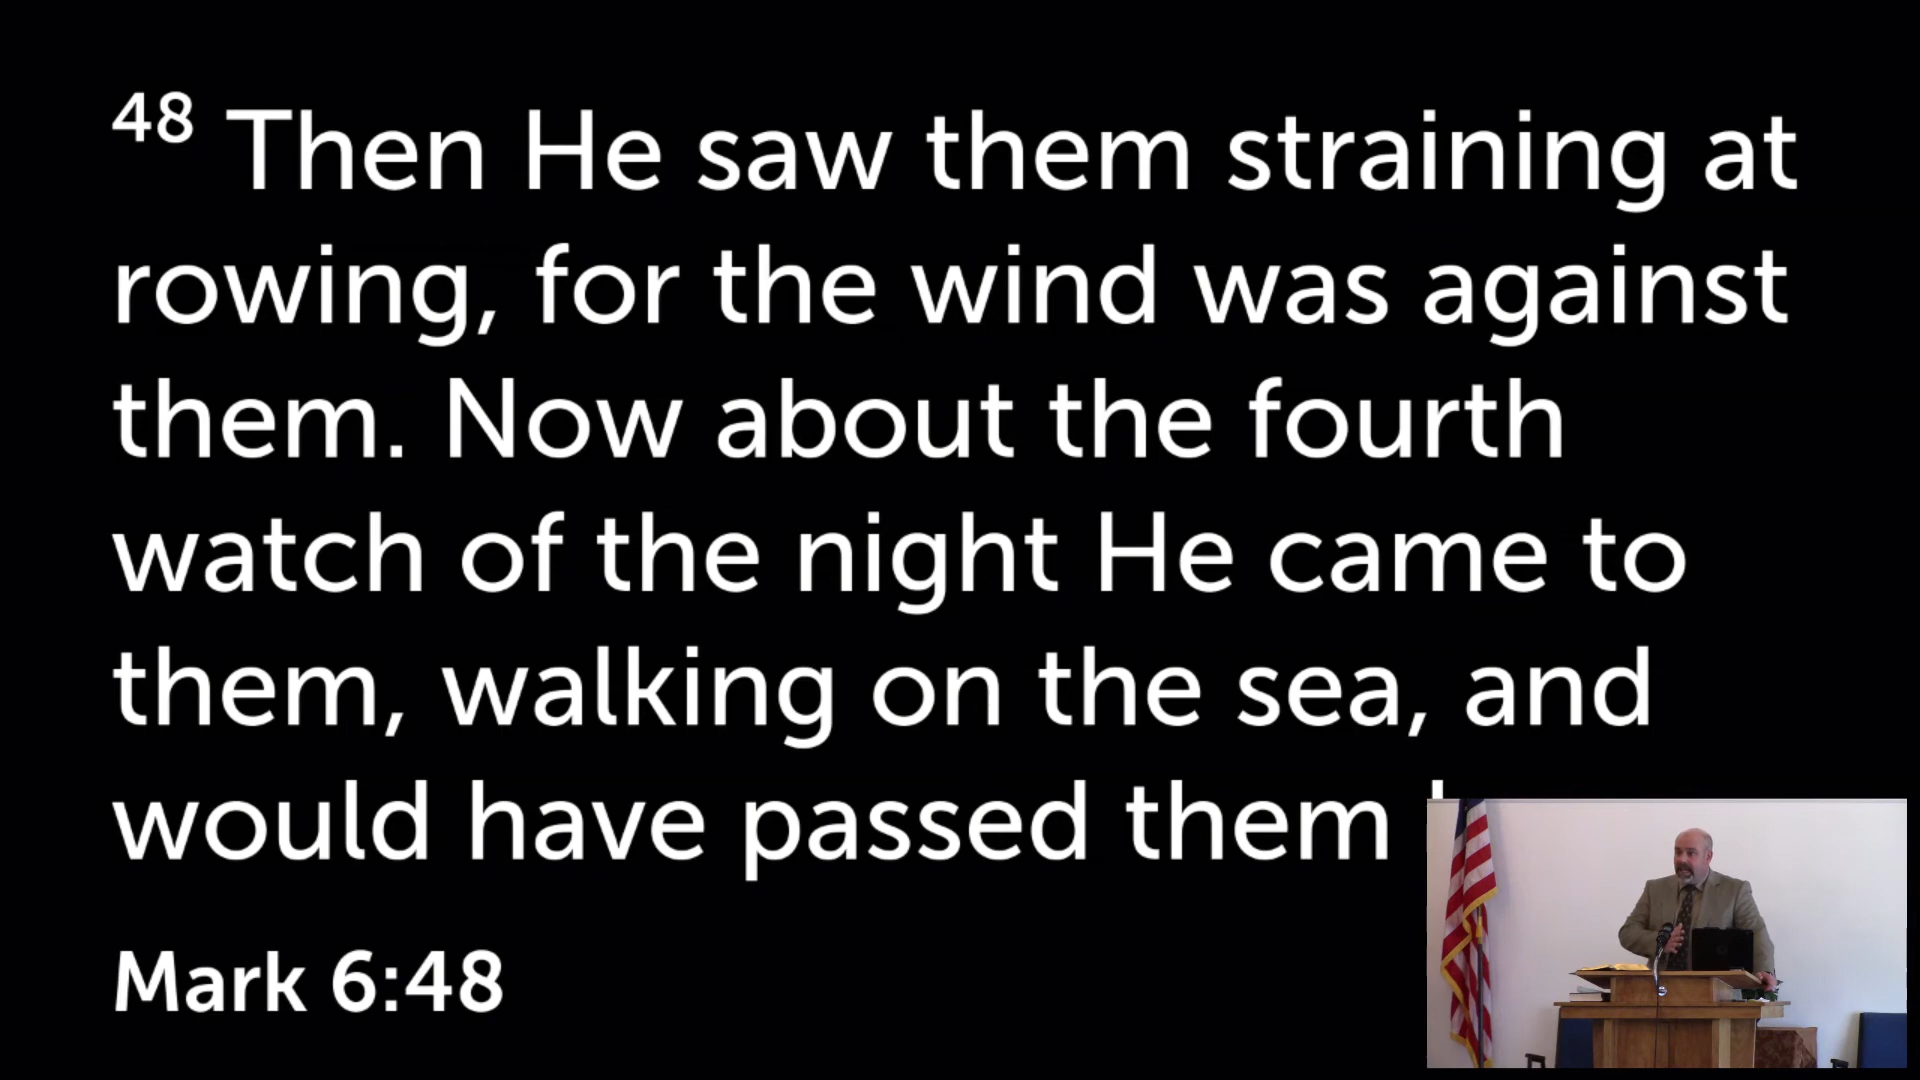 48 Then He saw them straining at
rowing, for the wind was against
them. Now about the fourth
watch of the night He came to
them, walking on the sea, and
would have passed them
Mark 6:48